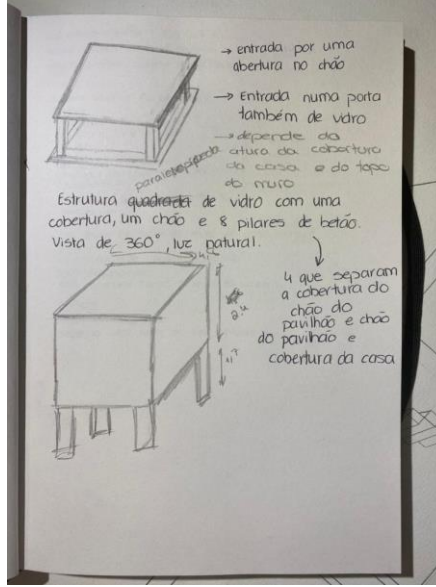 → entrada por uma
abertura no chão
→ Entrada numa porta
também de vidro
→ depende da
altura da cobertura
da casa e do topo
do muro
Estrutura quadrada de vidro com uma
cobertura, um chão e 8 pilares de betão.
Vista de 360°, luz natural.
4 que separam
a cobertura do
chão do
pavilhão e chão
do pavilhão e
cobertura da casa
2.4